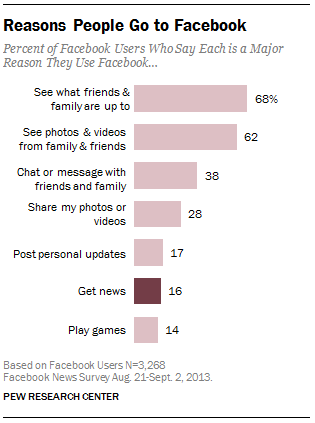 Reasons People Go to Facebook
Percent of Facebook Users Who Say Each is a Major
Reason They Use Facebook...
See what friends &
family are up to
68%
See photos & videos
from family & friends
62
Chat or message with
friends and family
38
Share my photos or
videos
28
Post personal updates
17
Get news
16
Play games
14
Based on Facebook Users N=3,268
Facebook News Survey Aug. 21-Sept. 2, 2013.
PEW RESEARCH CENTER